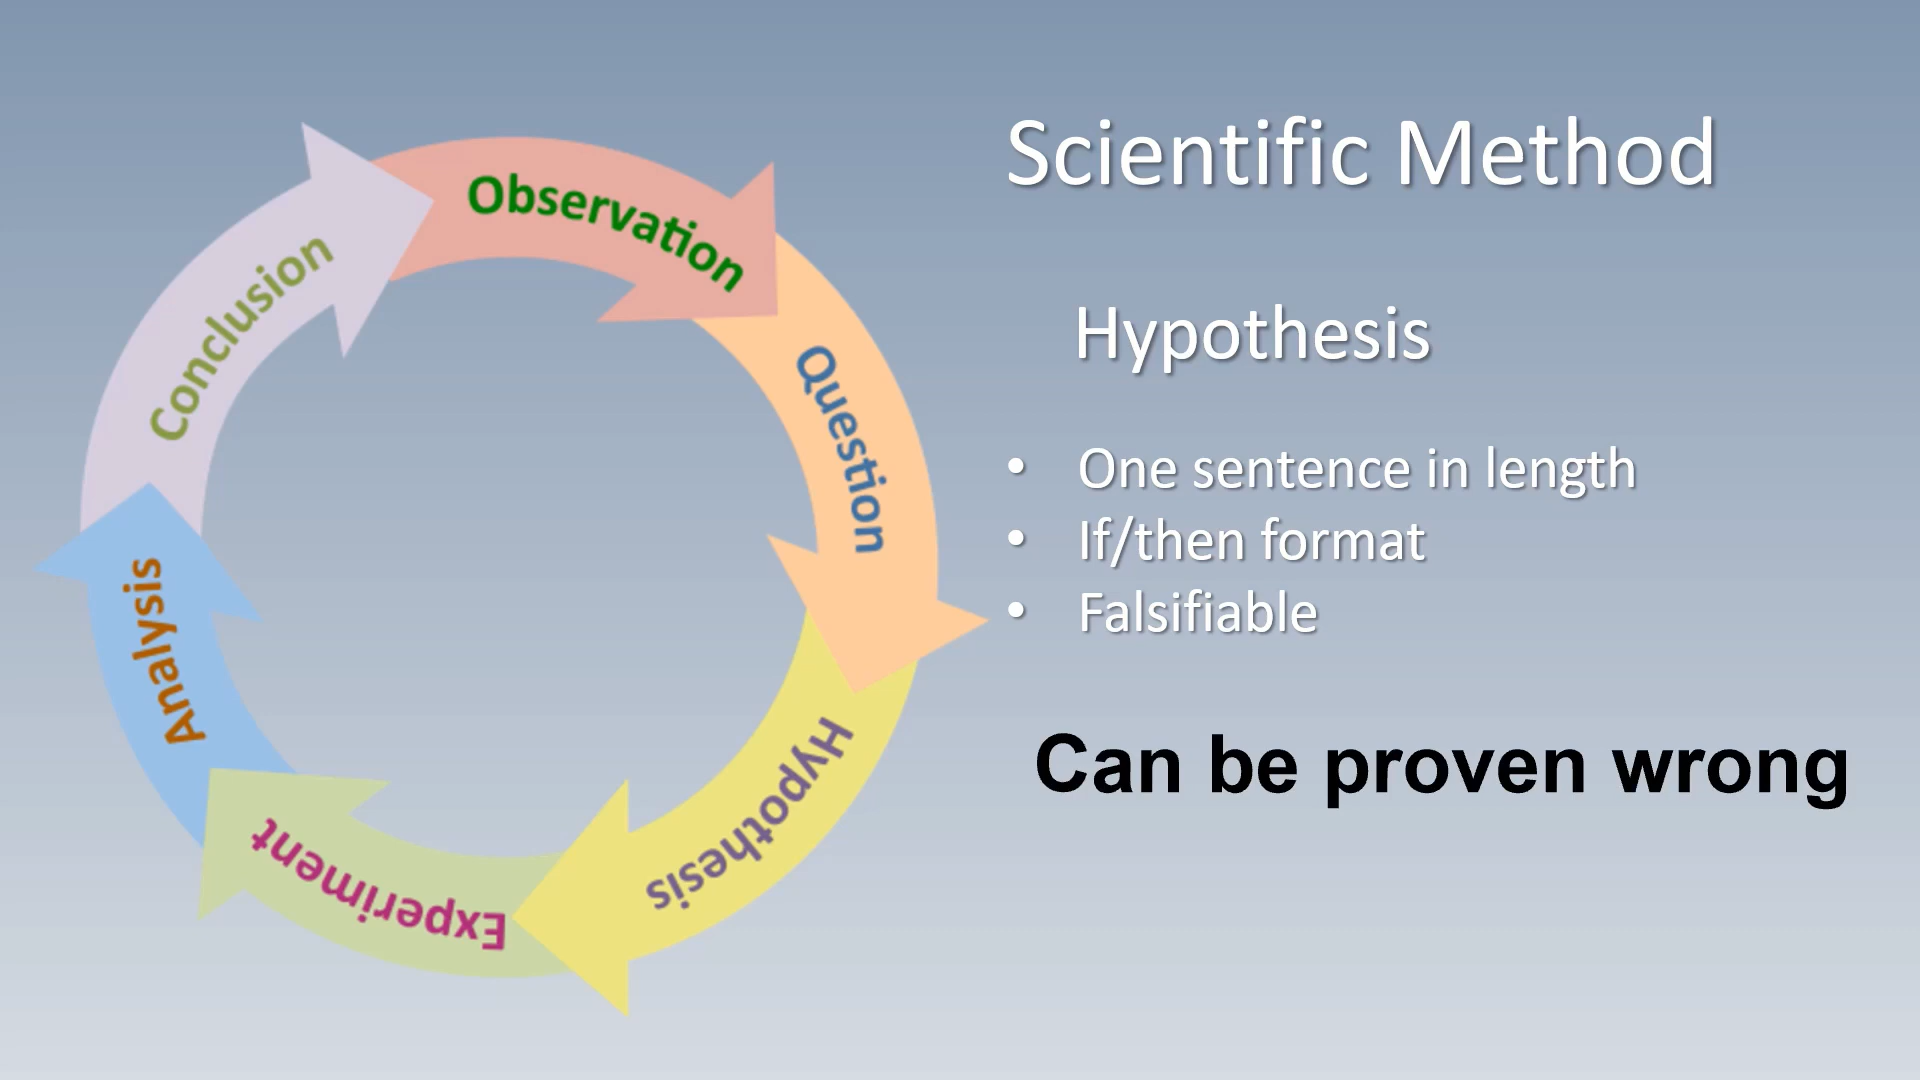 Scientific Method
Hypothesis
• One sentence in length
• If/then format
• Falsifiable
Can be proven wrong
Observation
Question
Hypothesis
Experiment
Analysis
Conclusion